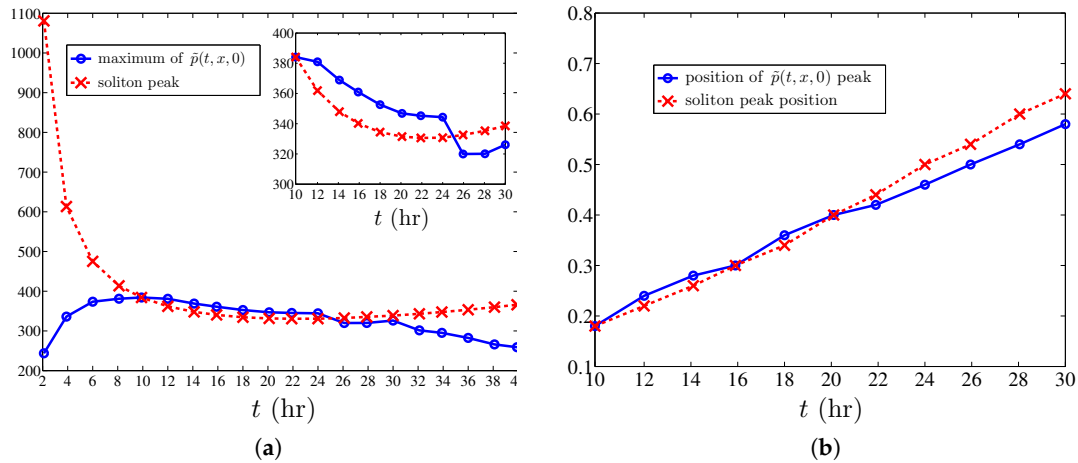 1100
1000
900
800
700
600
500
400
300
200
2 4 6 8 10 12 14 16 18 20 22 24 26 28 30 32 34 36 38 4
t (hr)
maximum of p̃(t, x, 0)
soliton peak
400
380
360
340
320
300
10 12 14 16 18 20 22 24 26 28 30
t (hr)
(a)
0.8
0.7
0.6
0.5
0.4
0.3
0.2
0.1
10 12 14 16 18 20 22 24 26 28 30
t (hr)
position of p̃(t, x, 0) peak
soliton peak position
(b)